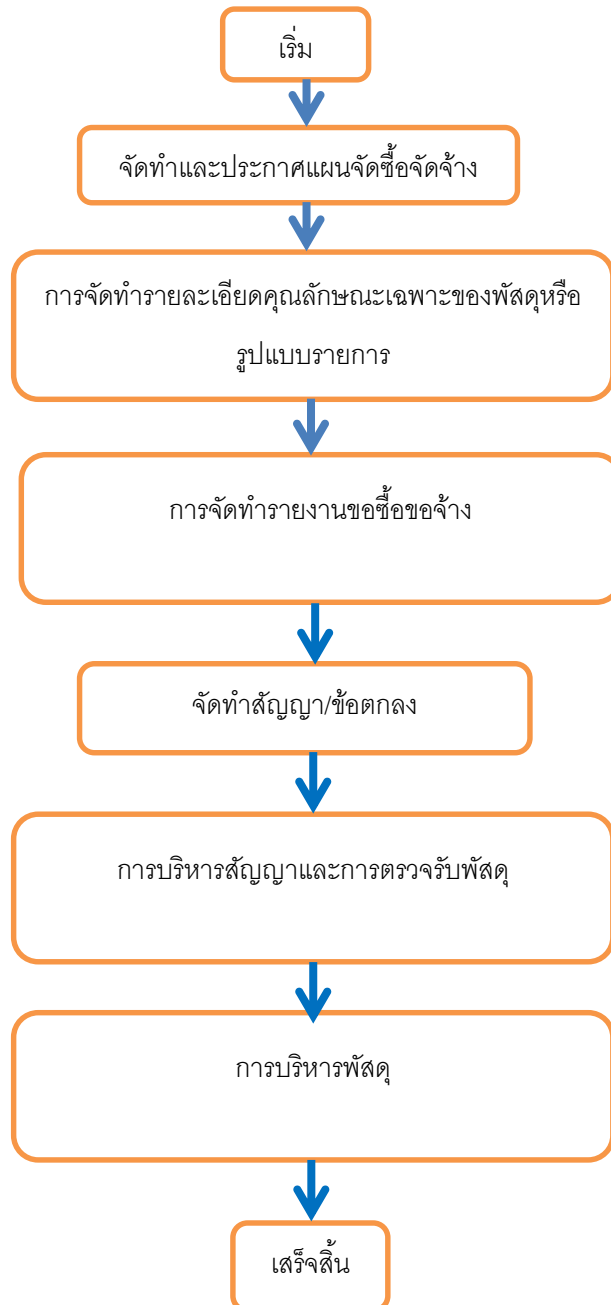 เริ่ม
จัดทำและประกาศแผนจัดซื้อจัดจ้าง
การจัดทำรายละเอียดคุณลักษณะเฉพาะของพัสดุหรือ
รูปแบบรายการ
การจัดทำรายงานขอซื้อขอจ้าง
จัดทำสัญญา/ข้อตกลง
การบริหารสัญญาและการตรวจรับพัสดุ
การบริหารพัสดุ
เสร็จสิ้น